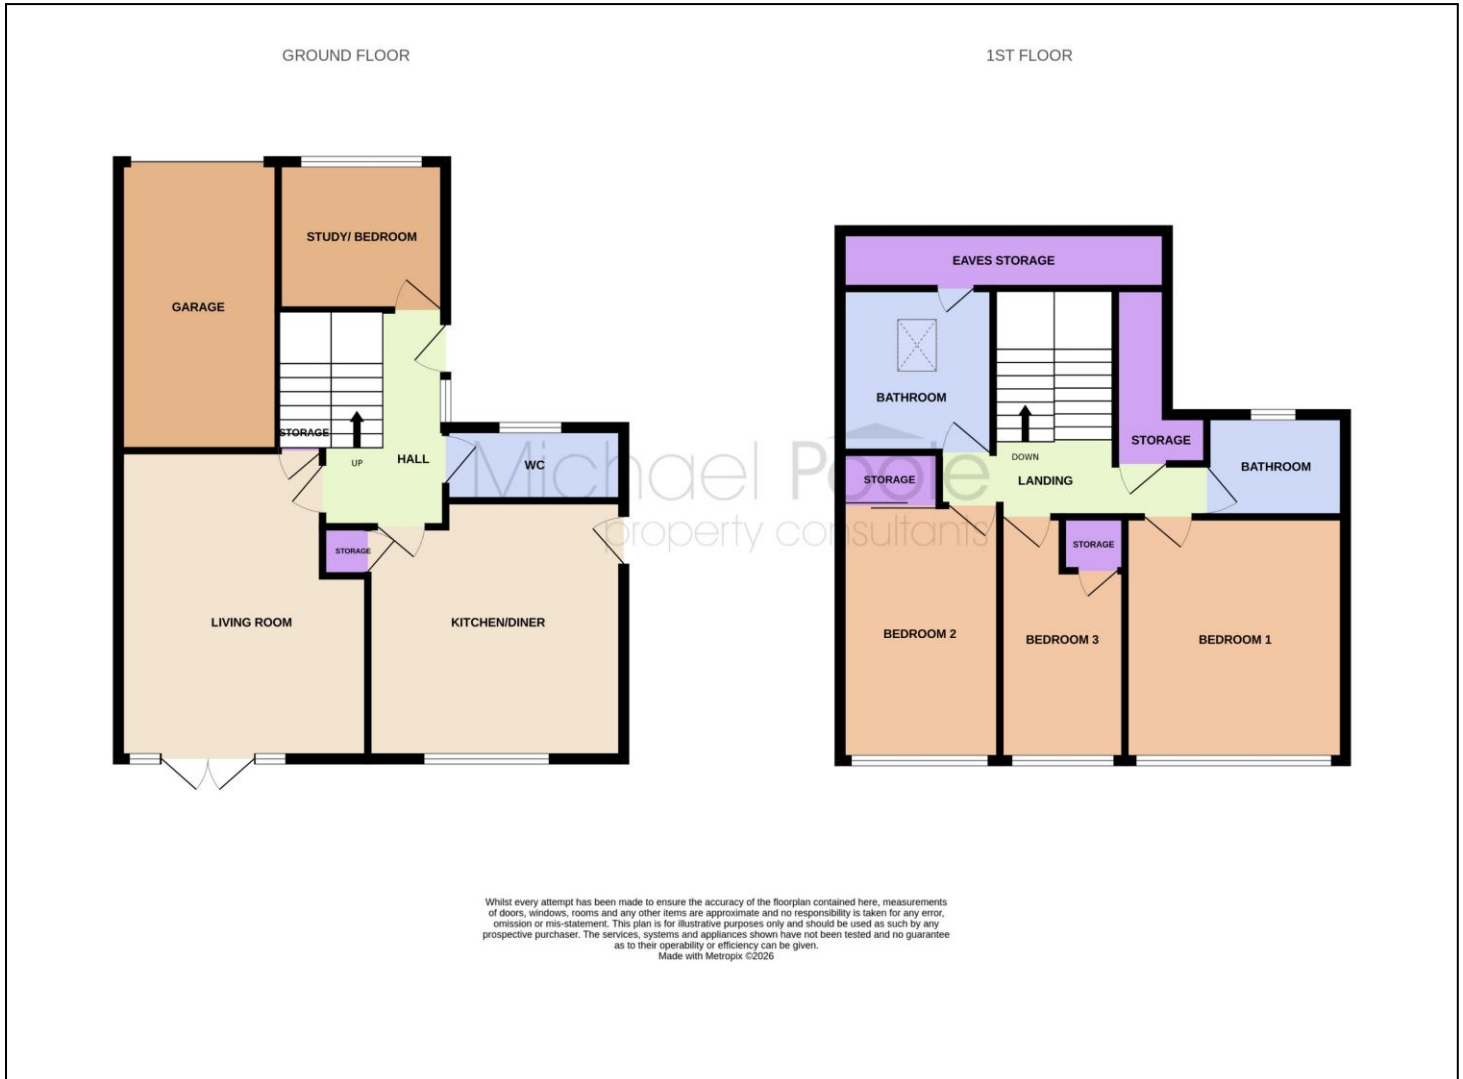 GROUND FLOOR
1ST FLOOR
STUDY/ BEDROOM
GARAGE
STORAGE
UP
HALL
WC
STORAGE
LIVING ROOM
KITCHEN/DINER
EAVES STORAGE
BATHROOM
STORAGE
DOWN
STORAGE
LANDING
BATHROOM
STORAGE
BEDROOM 2
BEDROOM 3
BEDROOM 1
Michael Poole
property consultants
Whilst every attempt has been made to ensure the accuracy of the floorplan contained here, measurements
of doors, windows, rooms and any other items are approximate and no responsibility is taken for any error,
omission or mis-statement. This plan is for illustrative purposes only and should be used as such by any
prospective purchaser. The services, systems and appliances shown have not been tested and no guarantee
as to their operability or efficiency can be given.
Made with Metropix ©2026